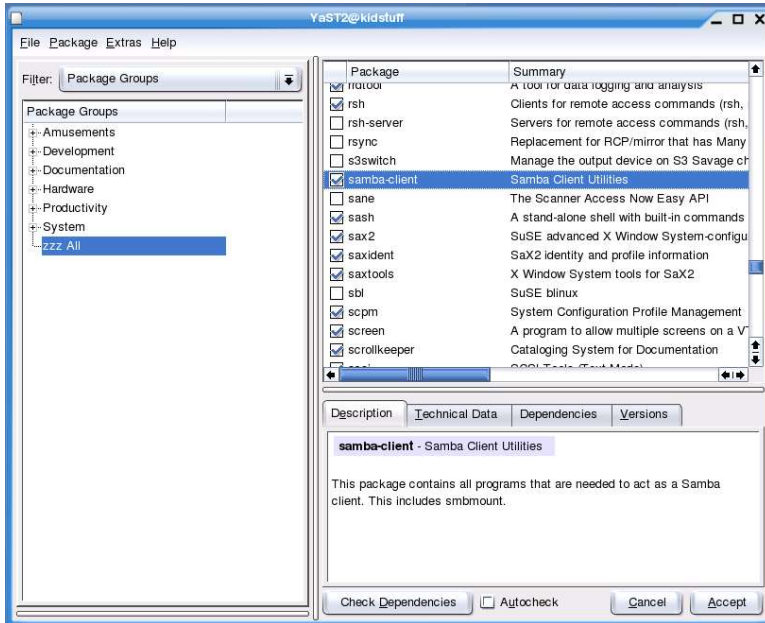 YaST2@kidstuff
File Package Extras Help
Filter: Package Groups
Package Groups
Amusements
Development
Documentation
Hardware
Productivity
System
zzz All
Package Summary
A tool for data logging and analysis
rsh Clients for remote access commands (rsh,
rsh-server Servers for remote access commands (rsh,
rsync Replacement for RCP/mirror that has Many
s3switch Manage the output device on S3 Savage ch
samba-client Samba Client Utilities
sane The Scanner Access Now Easy API
sash A stand-alone shell with built-in commands
sax2 SuSE advanced X Window System-configu
saxident SaX2 identity and profile information
saxtools X Window System tools for SaX2
sbl SuSE blinux
scpm System Configuration Profile Management
screen A program to allow multiple screens on a VT
scrollkeeper Cataloging System for Documentation
Description Technical Data Dependencies Versions
samba-client - Samba Client Utilities
This package contains all programs that are needed to act as a Samba
client. This includes smbmount.
Check Dependencies Autocheck Cancel Accept